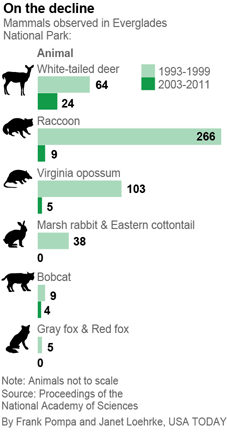 On the decline
Mammals observed in Everglades
National Park:
Animal
1993-1999
2003-2011
White-tailed deer
64
24
Raccoon
266
9
Virginia opossum
103
5
Marsh rabbit & Eastern cottontail
38
0
Bobcat
9
4
Gray fox & Red fox
5
0
Note: Animals not to scale
Source: Proceedings of the
National Academy of Sciences
By Frank Pompa and Janet Loehrke, USA TODAY